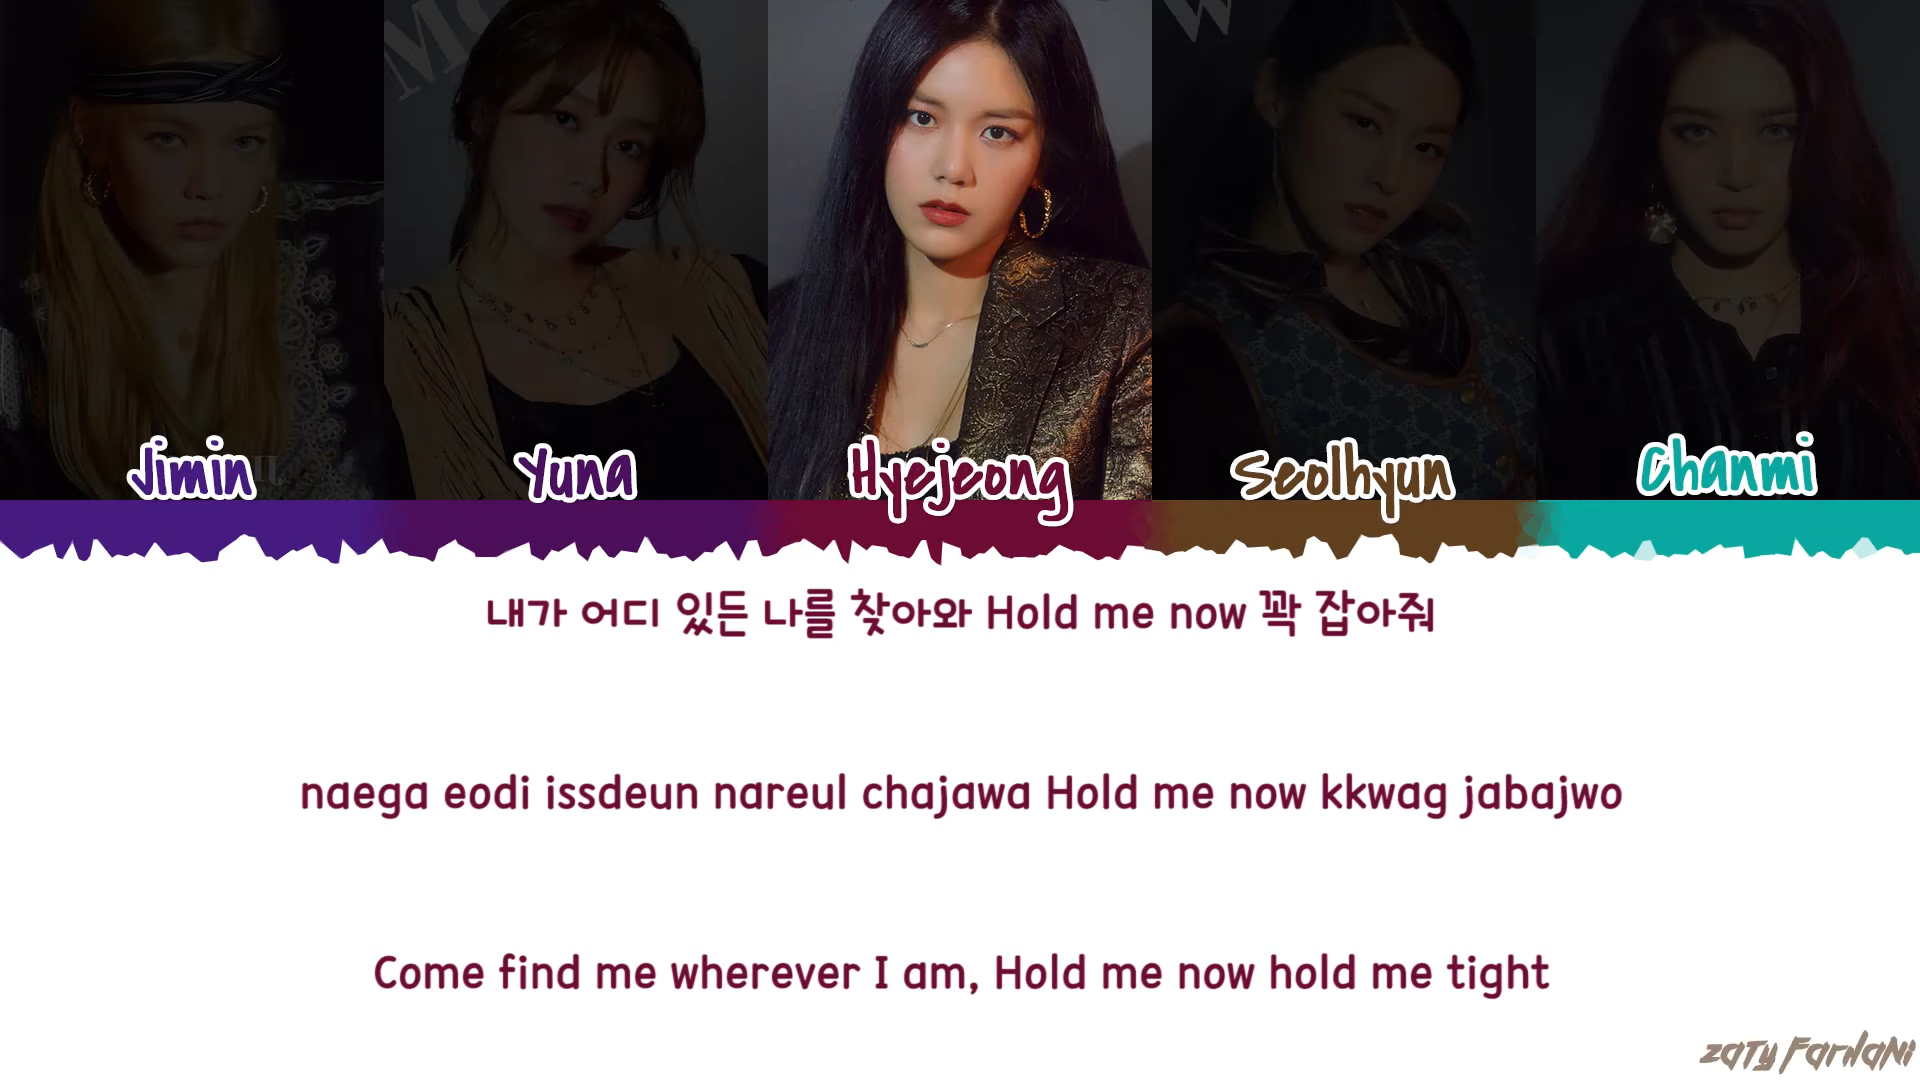 MO
W
Jimin
Yuna
Hyejeong
Seolhyun
Chanmi
내가 어디 있든 나를 찾아와 Hold me now 꽉 잡아줘
naega eodi issdeun nareul chajawa Hold me now kkwag jabajwo
Come find me wherever I am, Hold me now hold me tight
Zaty Fardani